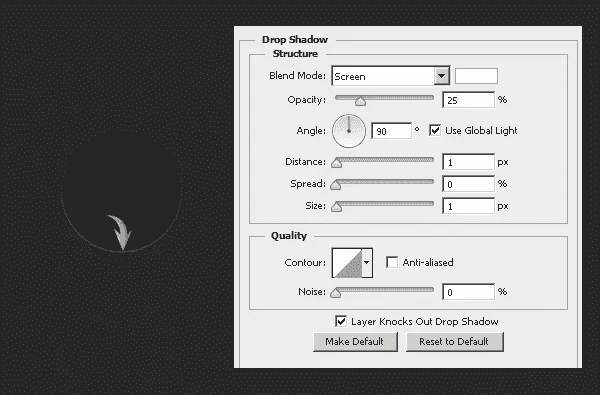 Drop Shadow
Structure
Blend Mode: Screen
Opacity: 25 %
Angle: 90 ° Use Global Light
Distance: 1 px
Spread: 0 %
Size: 1 px
Quality
Contour: Anti-aliased
Noise: 0 %
Layer Knocks Out Drop Shadow
Make Default Reset to Default